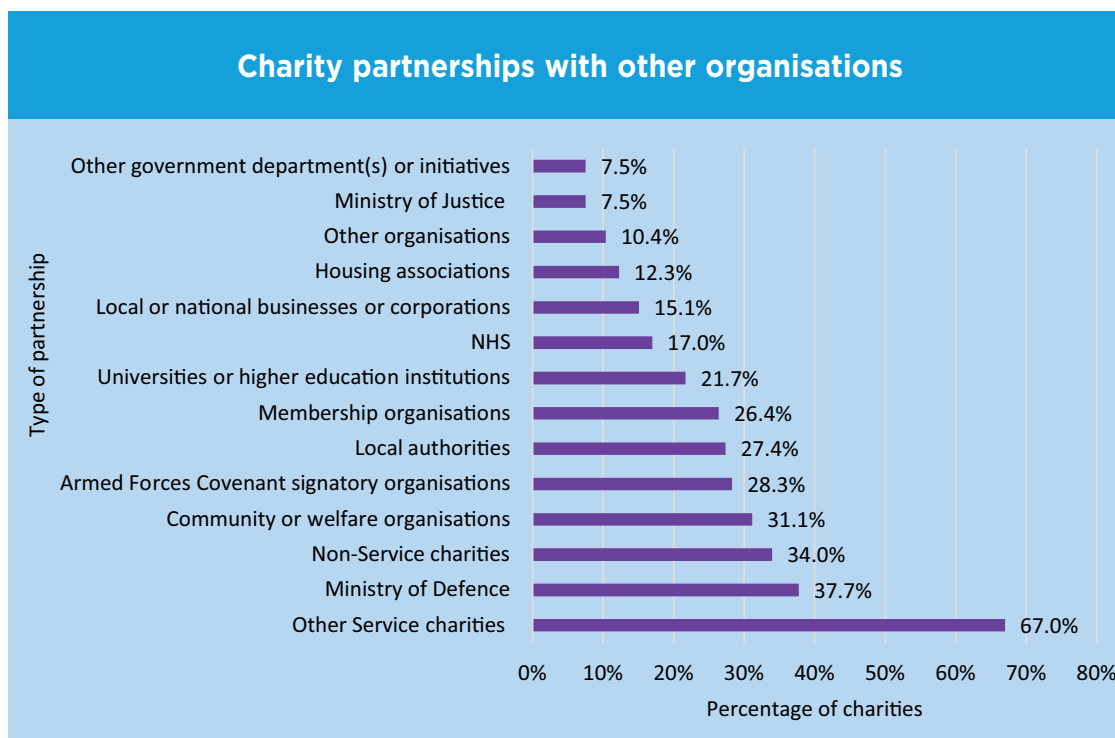 Charity partnerships with other organisations
Type of partnership
Other government department(s) or initiatives 7.5%
Ministry of Justice 7.5%
Other organisations 10.4%
Housing associations 12.3%
Local or national businesses or corporations 15.1%
NHS 17.0%
Universities or higher education institutions 21.7%
Membership organisations 26.4%
Local authorities 27.4%
Armed Forces Covenant signatory organisations 28.3%
Community or welfare organisations 31.1%
Non-Service charities 34.0%
Ministry of Defence 37.7%
Other Service charities 67.0%
0% 10% 20% 30% 40% 50% 60% 70% 80%
Percentage of charities